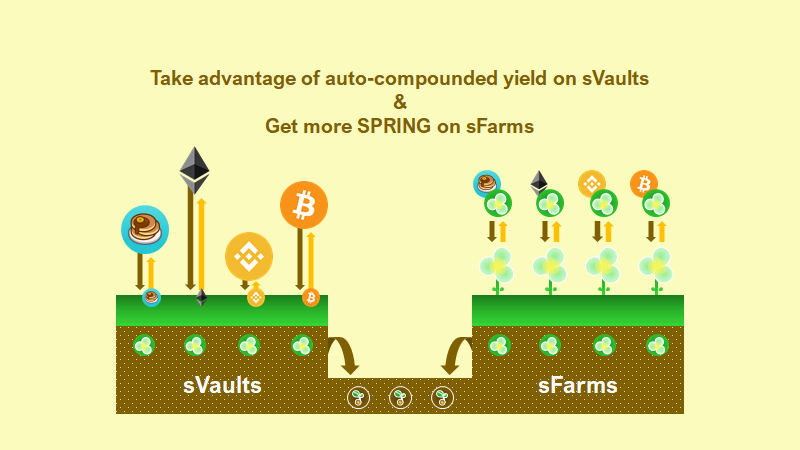 Take advantage of auto-compounded yield on sVaults
&
Get more SPRING on sFarms
sVaults
sFarms